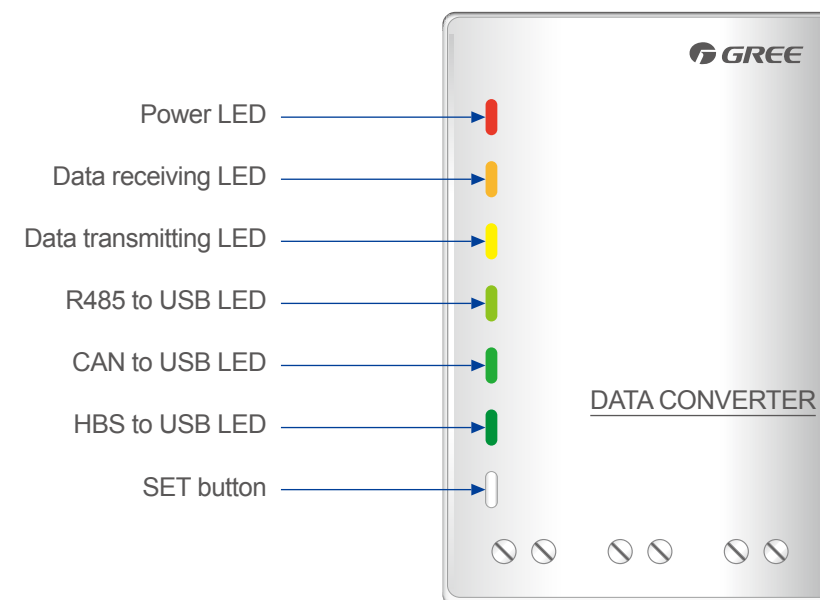 GREE
Power LED
Data receiving LED
Data transmitting LED
R485 to USB LED
CAN to USB LED
DATA CONVERTER
HBS to USB LED
SET button